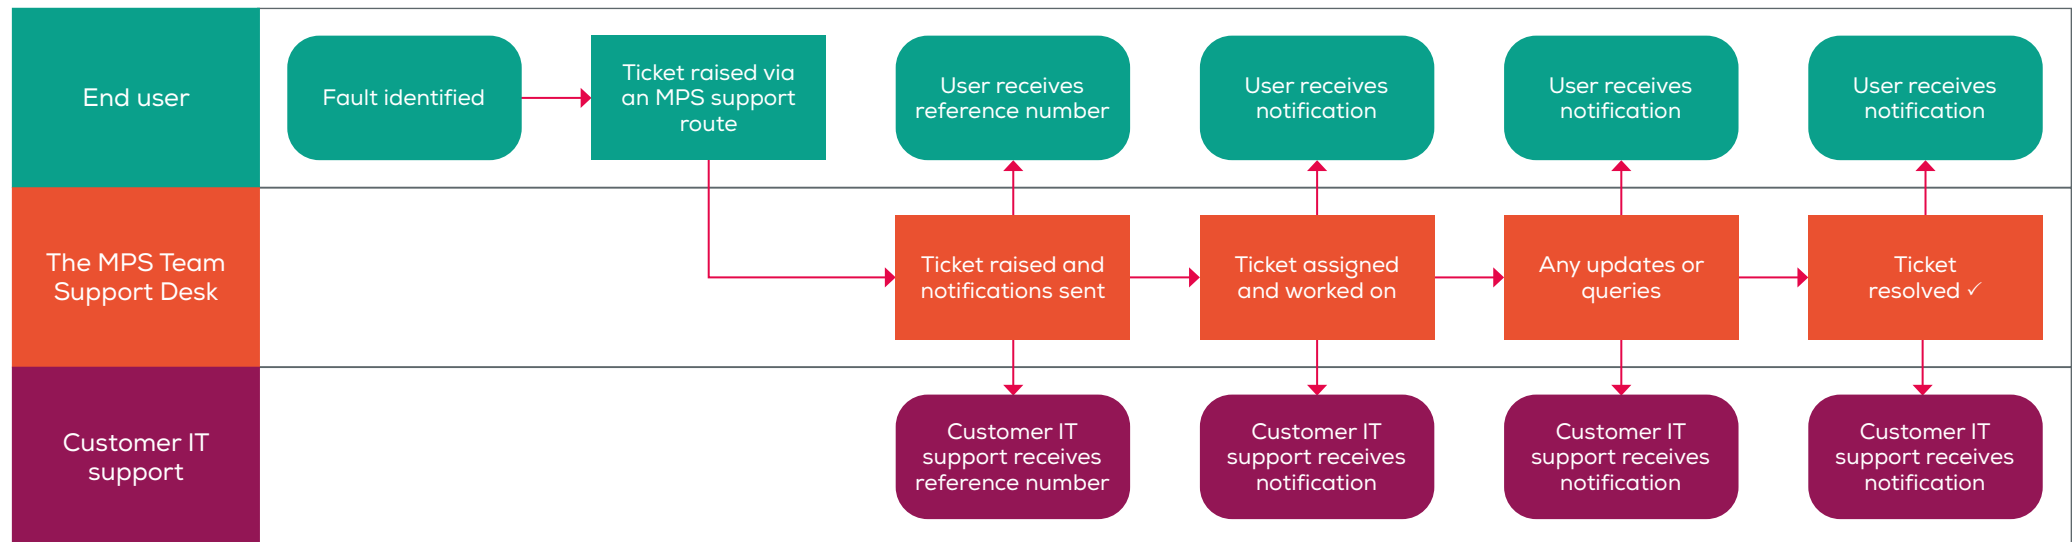 End user
Fault identified
Ticket raised via
an MPS support
route
User receives
reference number
User receives
notification
User receives
notification
User receives
notification
The MPS Team
Support Desk
Ticket raised and
notifications sent
Ticket assigned
and worked on
Any updates or
queries
Ticket
resolved ✓
Customer IT
support
Customer IT
support receives
reference number
Customer IT
support receives
notification
Customer IT
support receives
notification
Customer IT
support receives
notification